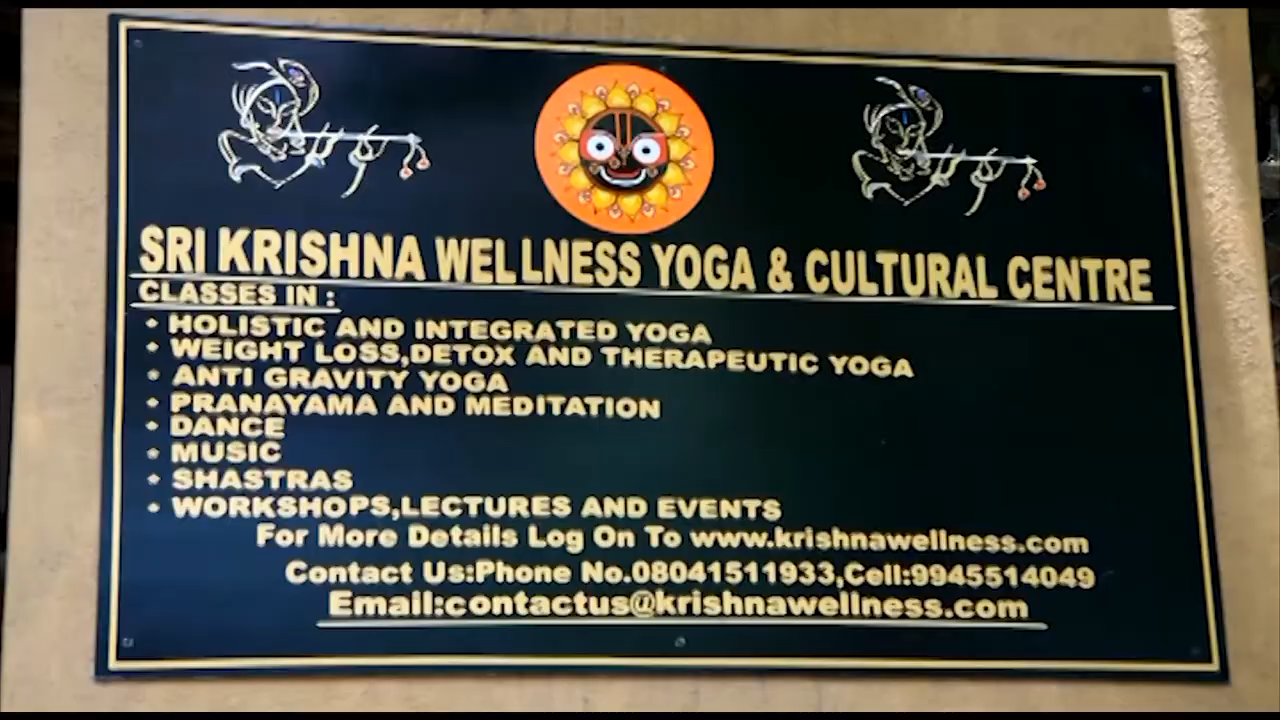 SRI KRISHNA WELLNESS YOGA & CULTURAL CENTRE
CLASSES IN :
• HOLISTIC AND INTEGRATED YOGA
• WEIGHT LOSS,DETOX AND THERAPEUTIC YOGA
• ANTI GRAVITY YOGA
• PRANAYAMA AND MEDITATION
• DANCE
• MUSIC
• SHASTRAS
• WORKSHOPS,LECTURES AND EVENTS
For More Details Log On To www.krishnawellness.com
Contact Us:Phone No.08041511933,Cell:9945514049
Email:contactus@krishnawellness.com